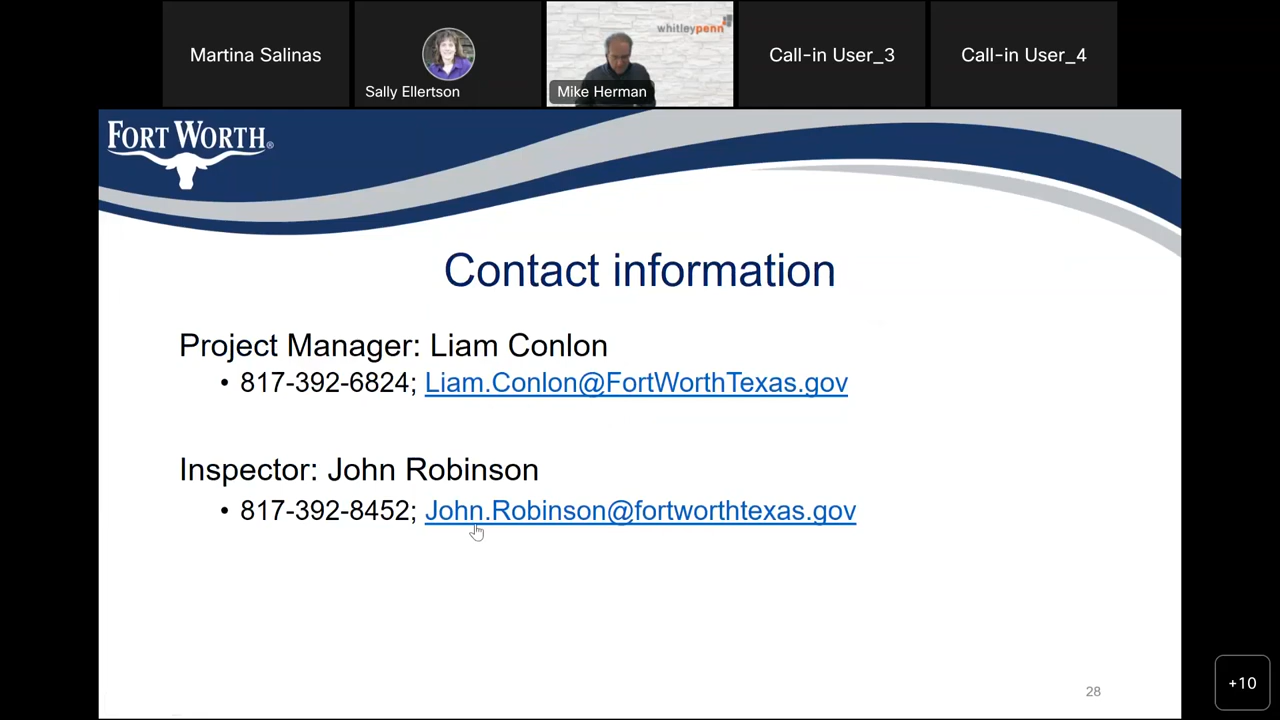 Martina Salinas
Sally Ellertson
whitleypenn
Mike Herman
Call-in User_3
Call-in User_4
FORT WORTH®
Contact information
Project Manager: Liam Conlon
• 817-392-6824; Liam.Conlon@FortWorthTexas.gov
Inspector: John Robinson
• 817-392-8452; John.Robinson@fortworthtexas.gov
28
+10